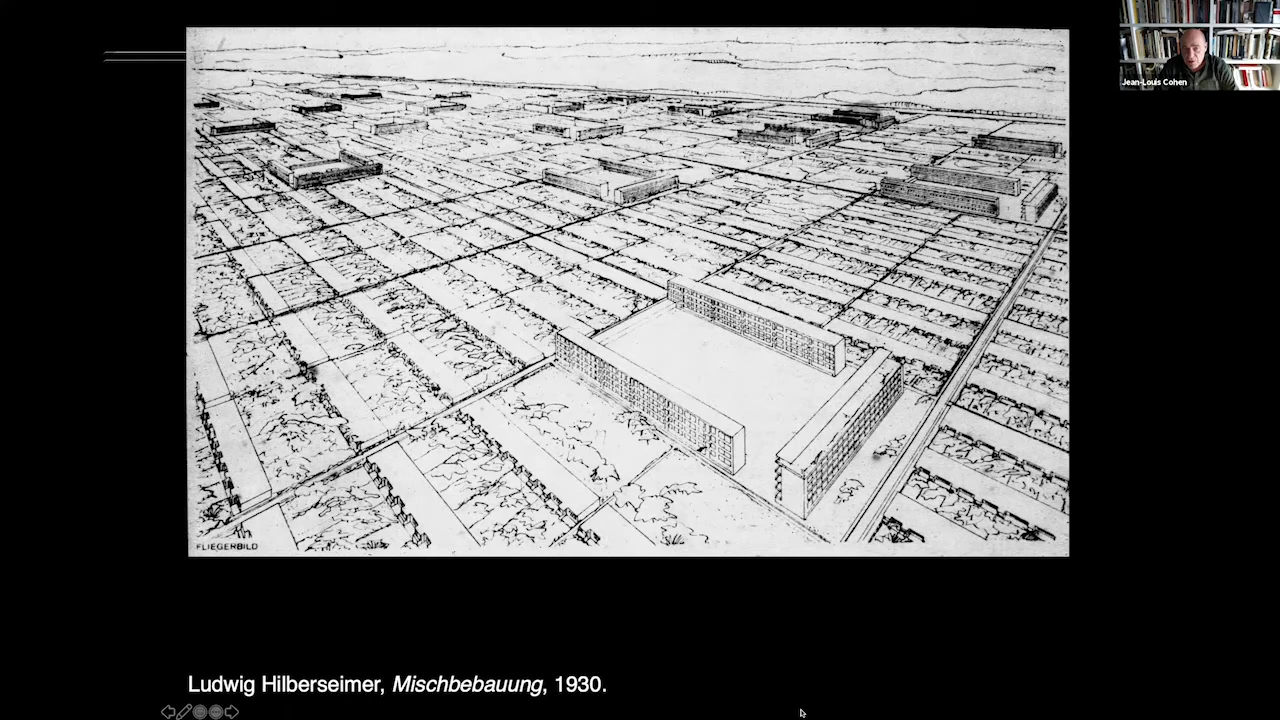 Jean-Louis Cohen
FLIEGERBILD
Ludwig Hilberseimer, Mischbebauung, 1930.